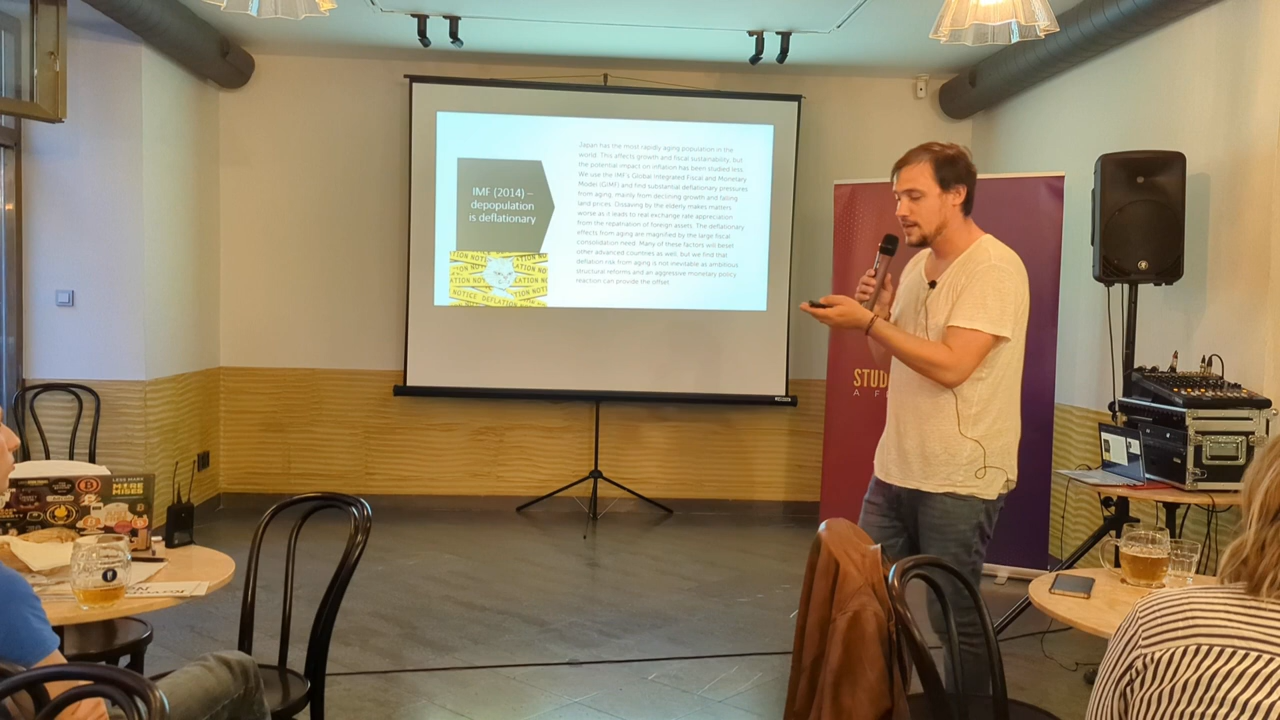 IMF (2014) –
depopulation
is deflationary
Japan has the most rapidly aging population in the
world. This affects growth and fiscal sustainability, but
the potential impact on inflation has been studied less.
We use the IMF's Global Integrated Fiscal and Monetary
Model (GIMF) and find substantial deflationary pressures
from aging, mainly from declining growth and falling
land prices. Dissaving by the elderly makes matters
worse as it leads to real exchange rate appreciation
from the repatriation of foreign assets. The deflationary
effects from aging are magnified by the large fiscal
consolidation need. Many of these factors will beset
other advanced countries as well, but we find that
deflation risk from aging is not inevitable as ambitious
structural reforms and an aggressive monetary policy
reaction can provide the offset.
NOTICE DEFLATION
STUD
A F
LESS MARX
MORE
MISES